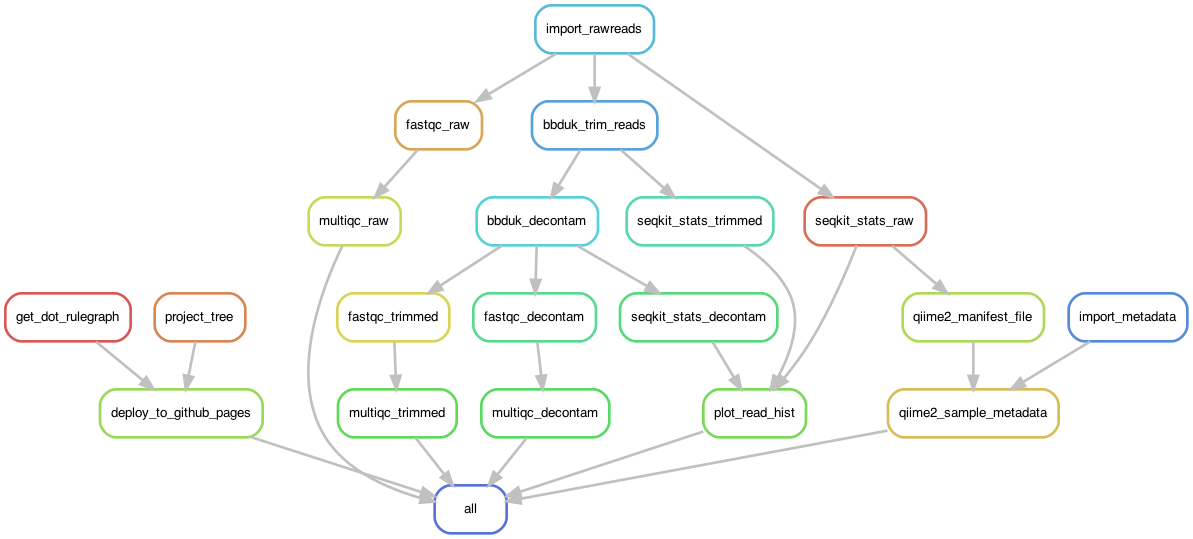 import_rawreads
fastqc_raw
bbduk_trim_reads
multiqc_raw
bbduk_decontam
seqkit_stats_trimmed
seqkit_stats_raw
get_dot_rulegraph
project_tree
fastqc_trimmed
fastqc_decontam
seqkit_stats_decontam
qiime2_manifest_file
import_metadata
deploy_to_github_pages
multiqc_trimmed
multiqc_decontam
plot_read_hist
qiime2_sample_metadata
all